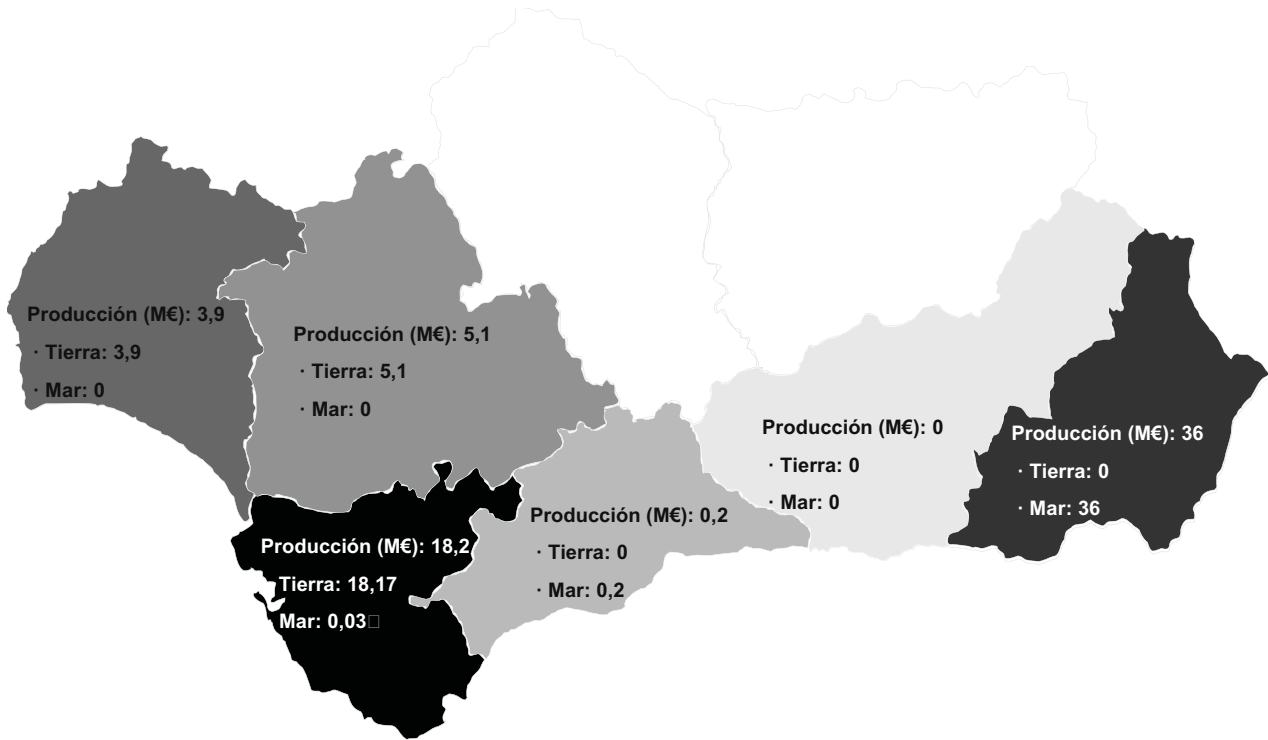 Producción (M€): 3,9
· Tierra: 3,9
· Mar: 0
Producción (M€): 5,1
· Tierra: 5,1
· Mar: 0
Producción (M€): 18,2
Tierra: 18,17
Mar: 0,03
Producción (M€): 0,2
· Tierra: 0
· Mar: 0,2
Producción (M€): 0
· Tierra: 0
· Mar: 0
Producción (M€): 36
· Tierra: 0
· Mar: 36